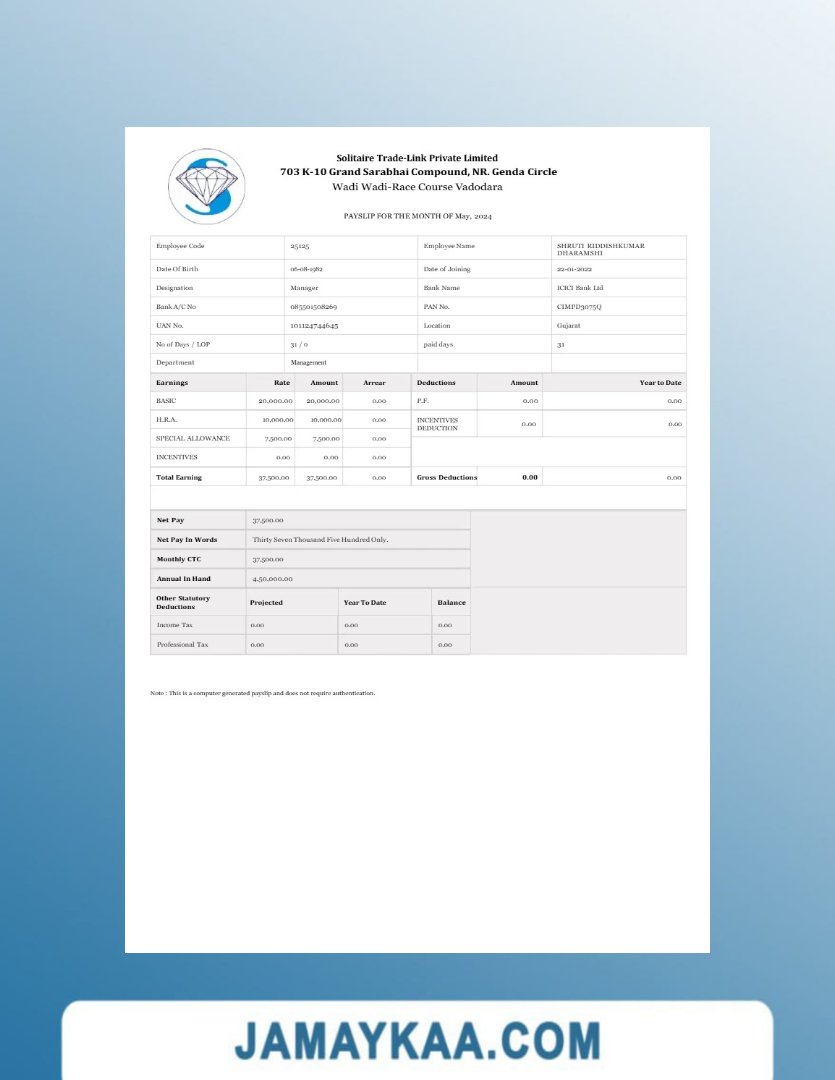 Solitaire Trade-Link Private Limited
703 K-10 Grand Sarabhai Compound, NR. Genda Circle
Wadi Wadi-Race Course Vadodara
PAYSLIP FOR THE MONTH OF May, 2024
Employee Code 25125 Employee Name SHRUTI RIDDISHKUMAR
DHARAMSHI
Date Of Birth 06-08-1982 Date of Joining 22-01-2022
Designation Manager Bank Name ICICI Bank Ltd
Bank A/C No 085501508269 PAN No. CIMPD3075Q
UAN No. 101124744645 Location Gujarat
No of Days / LOP 31 / 0 paid days 31
Department Management
Earnings Rate Amount Arrear Deductions Amount Year to Date
BASIC 20,000.00 20,000.00 0.00 P.F. 0.00 0.00
H.R.A. 10,000.00 10,000.00 0.00 INCENTIVES
DEDUCTION 0.00 0.00
SPECIAL ALLOWANCE 7,500.00 7,500.00 0.00
INCENTIVES 0.00 0.00 0.00
Total Earning 37,500.00 37,500.00 0.00 Gross Deductions 0.00 0.00
Net Pay 37,500.00
Net Pay In Words Thirty Seven Thousand Five Hundred Only.
Monthly CTC 37,500.00
Annual In Hand 4,50,000.00
Other Statutory
Deductions Projected Year To Date Balance
Income Tax 0.00 0.00 0.00
Professional Tax 0.00 0.00 0.00
Note : This is a computer generated payslip and does not require authentication.
JAMAYKAA.COM